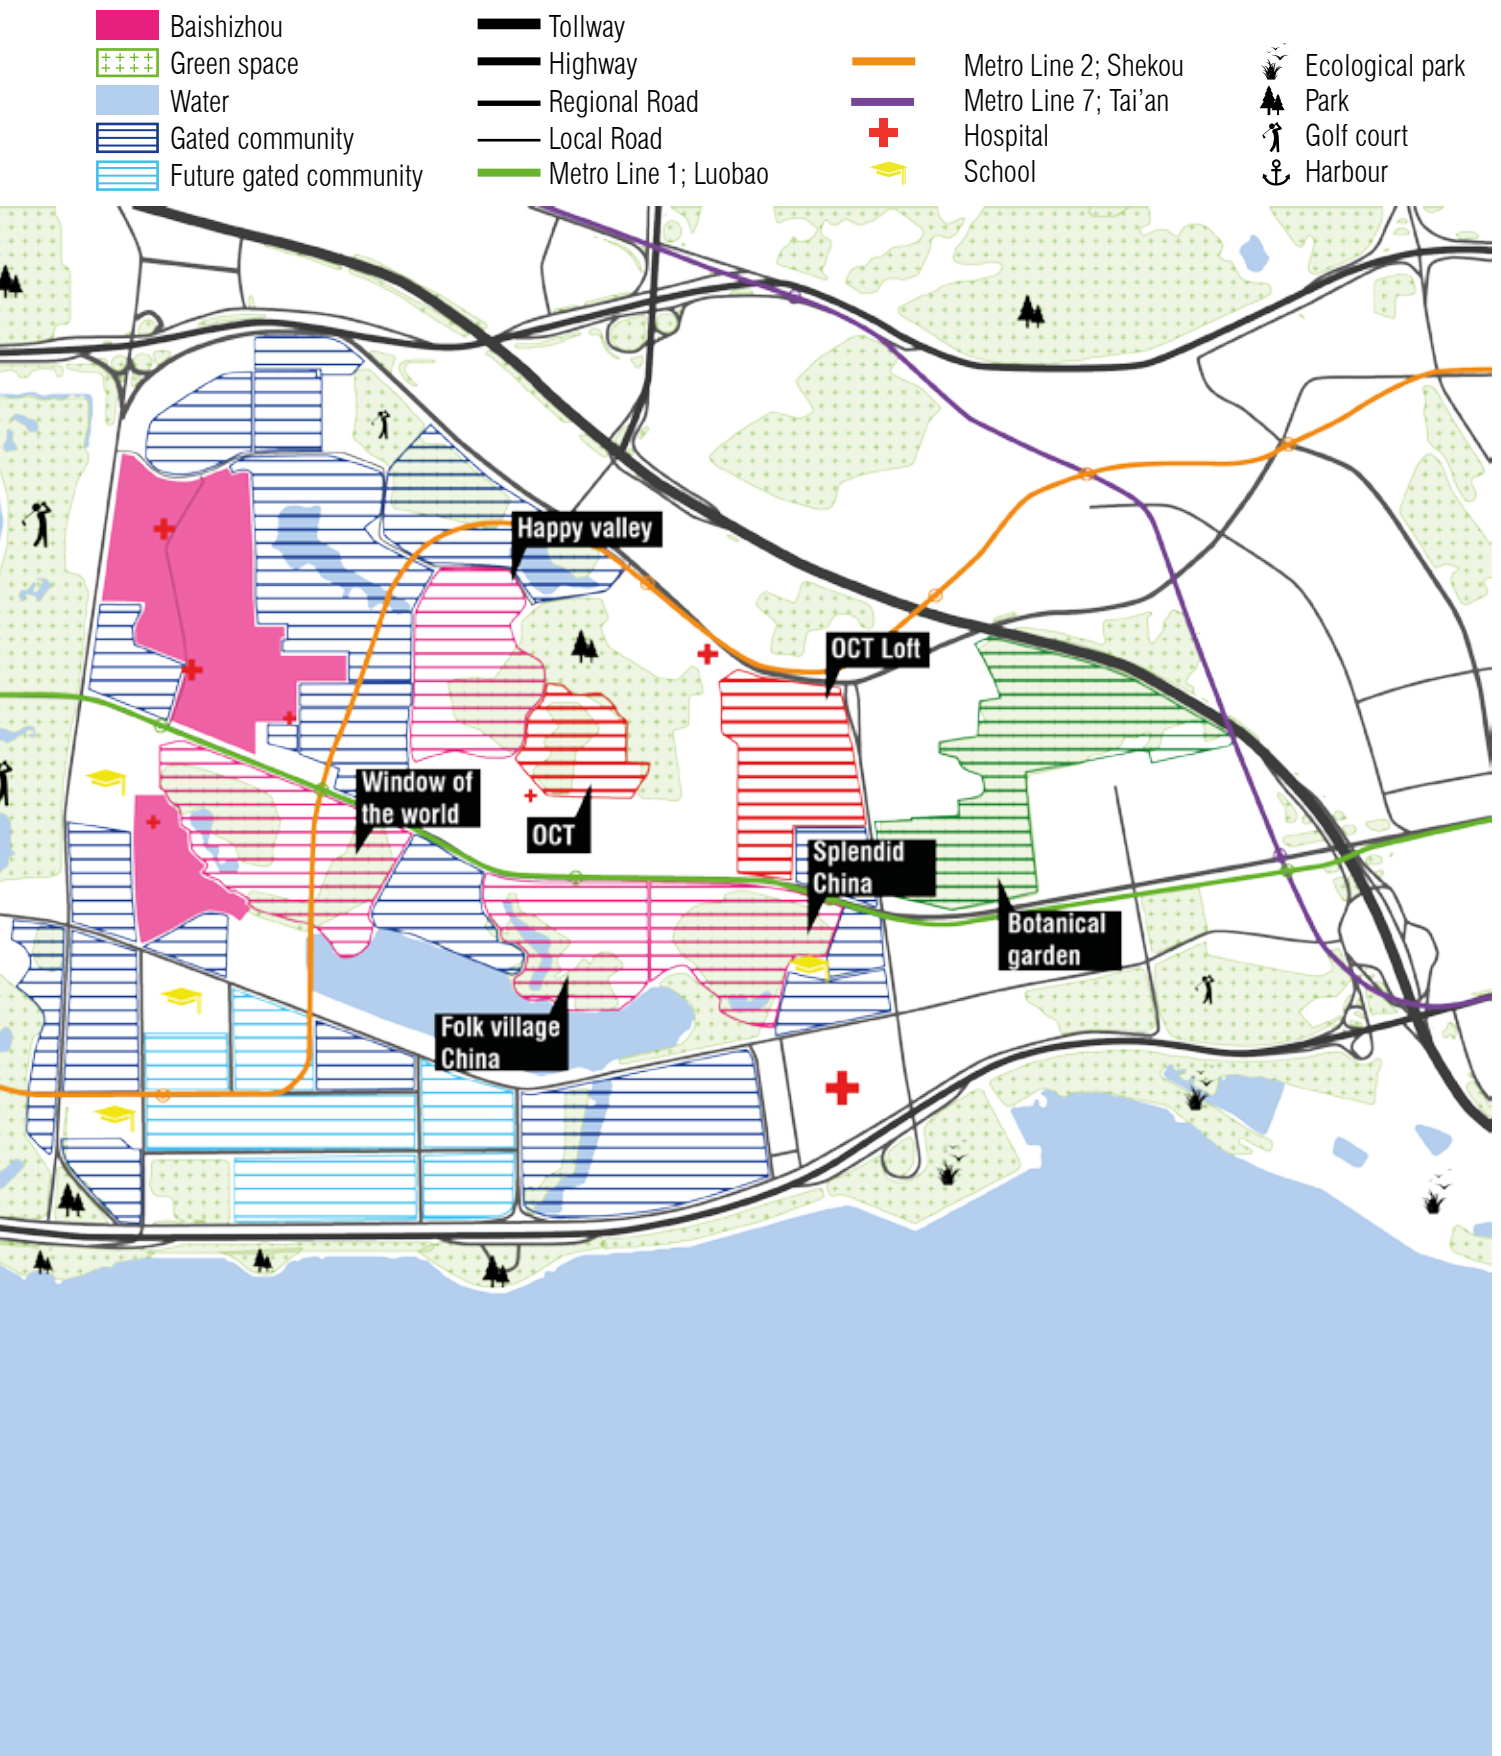 Baishizhou
Green space
Water
Gated community
Future gated community
Tollway
Highway
Regional Road
Local Road
Metro Line 1; Luobao
Metro Line 2; Shekou
Metro Line 7; Tai'an
Hospital
School
Ecological park
Park
Golf court
Harbour
Happy valley
OCT Loft
Window of
the world
OCT
Splendid
China
Botanical
garden
Folk village
China